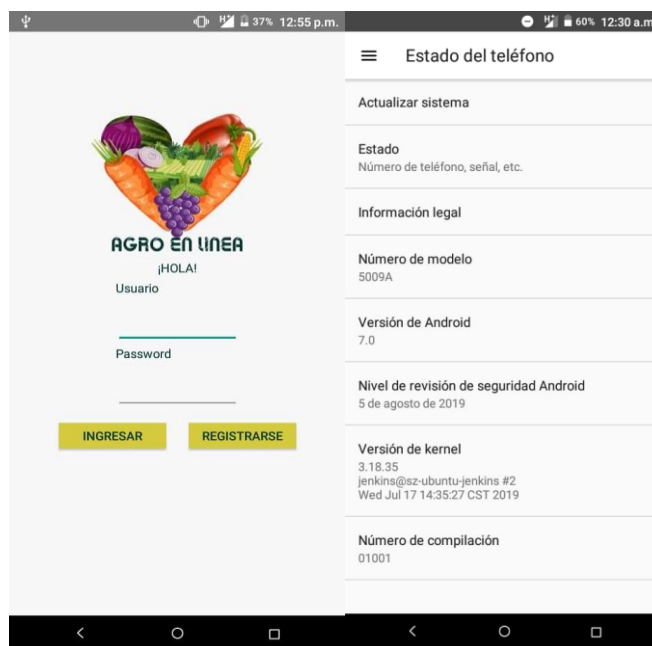 37% 12:55 p.m.
AGRO EN LINEA
¡HOLA!
Usuario
Password
INGRESAR
REGISTRARSE
60% 12:30 a.m
Estado del teléfono
Actualizar sistema
Estado
Número de teléfono, señal, etc.
Información legal
Número de modelo
5009A
Versión de Android
7.0
Nivel de revisión de seguridad Android
5 de agosto de 2019
Versión de kernel
3.18.35
jenkins@sz-ubuntu-jenkins #2
Wed Jul 17 14:35:27 CST 2019
Número de compilación
01001